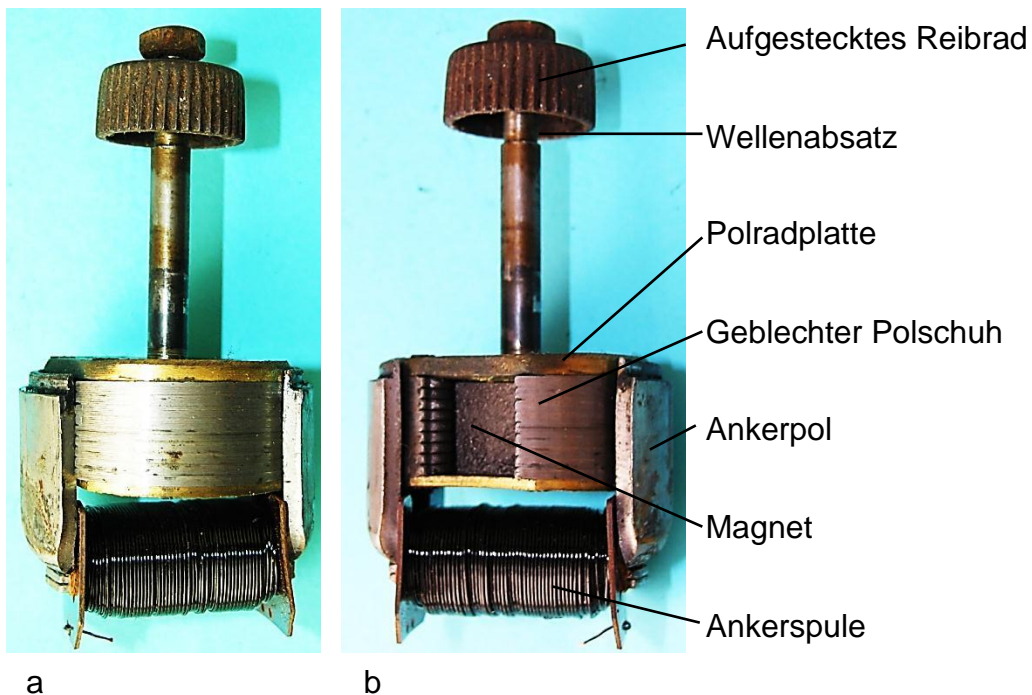 Aufgestecktes Reibrad
Wellenabsatz
Polradplatte
Geblechter Polschuh
Ankerpol
Magnet
Ankerspule
a
b